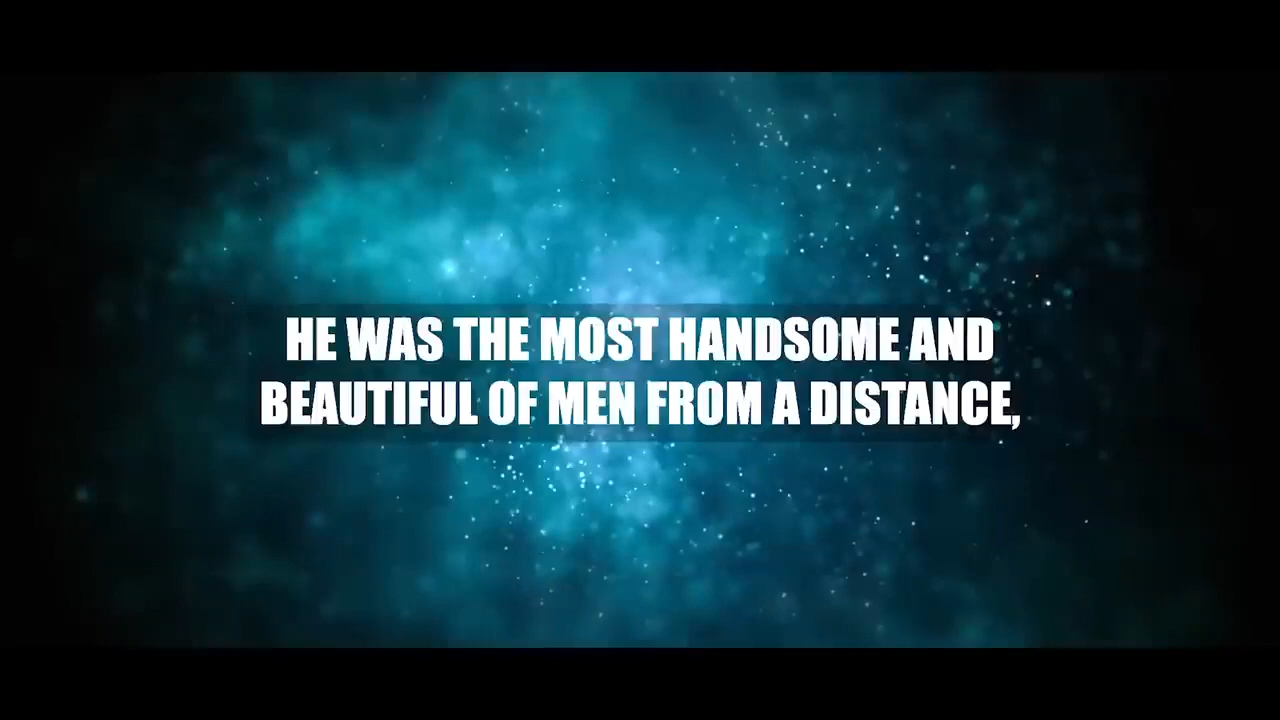 HE WAS THE MOST HANDSOME AND
BEAUTIFUL OF MEN FROM A DISTANCE,